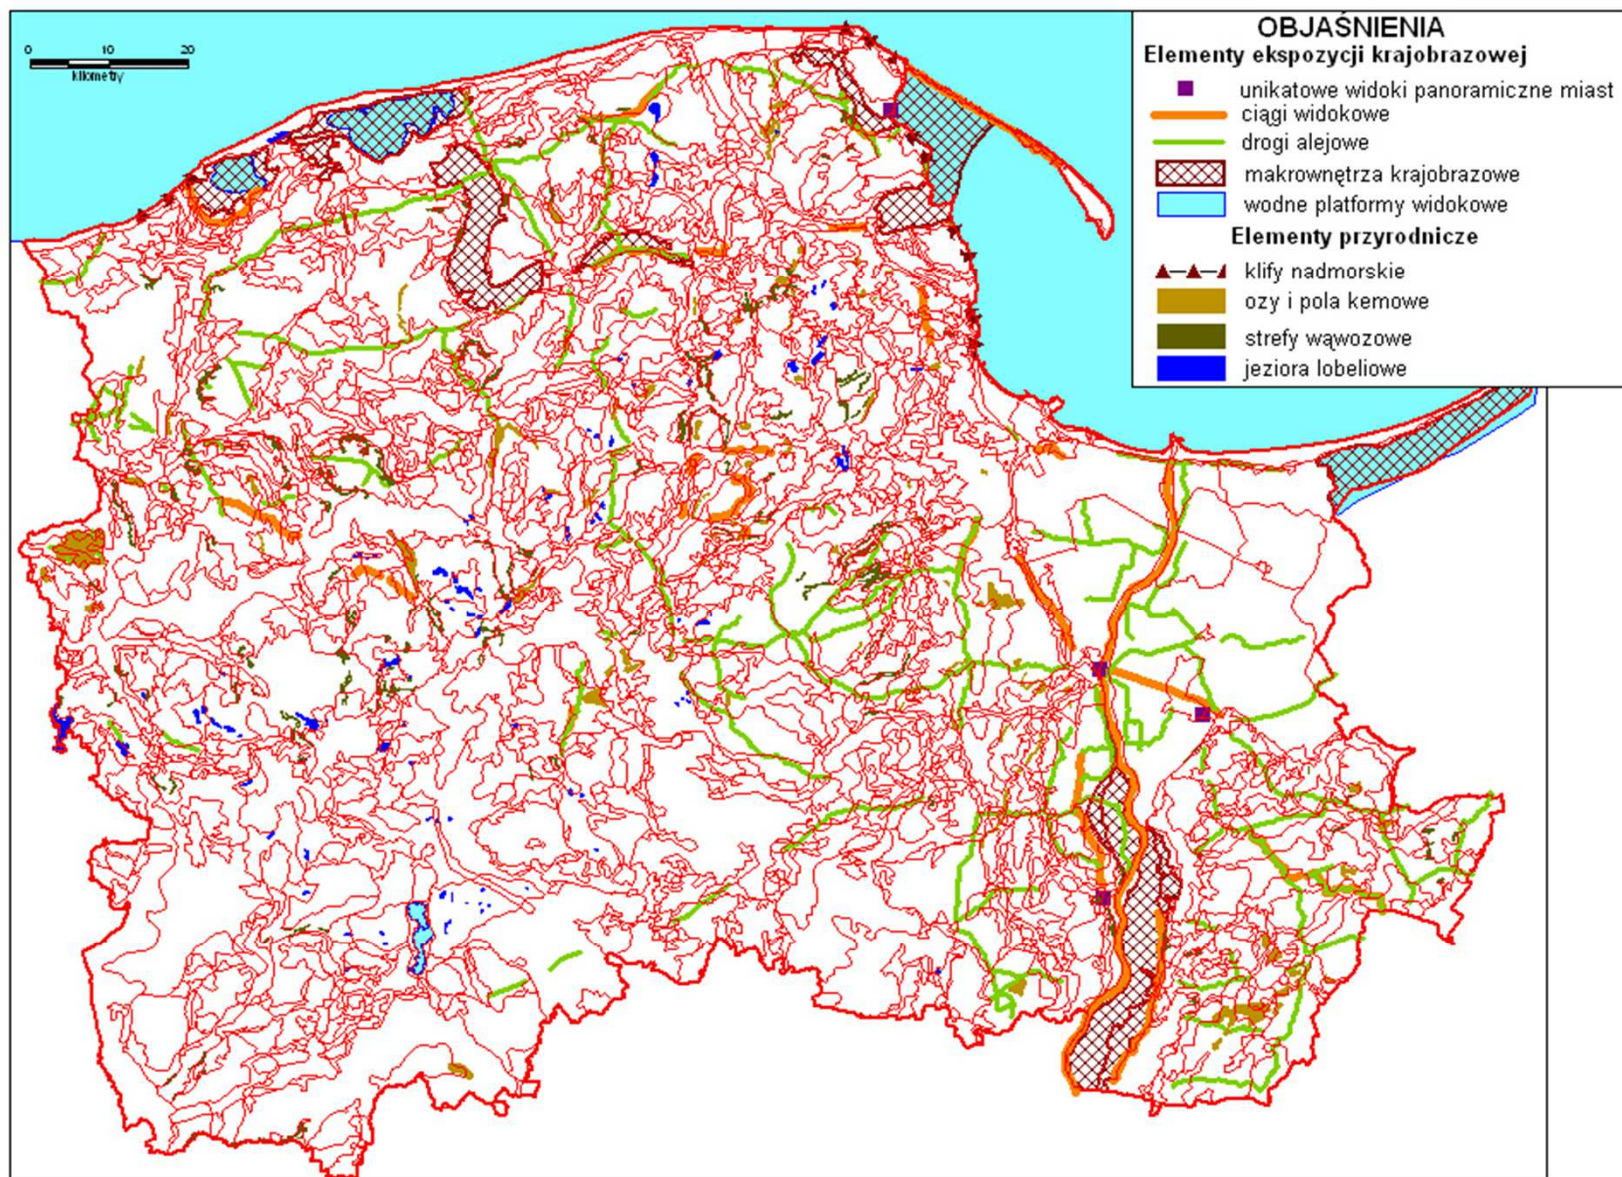 OBJAŚNIENIA
Elementy ekspozycji krajobrazowej
unikatowe widoki panoramiczne miast
ciągi widokowe
drogi alejowe
makrownętrza krajobrazowe
wodne platformy widokowe
Elementy przyrodnicze
klify nadmorskie
ozy i pola kemowe
strefy wąwozowe
jeziora lobeliowe
0 10 20
kilometry